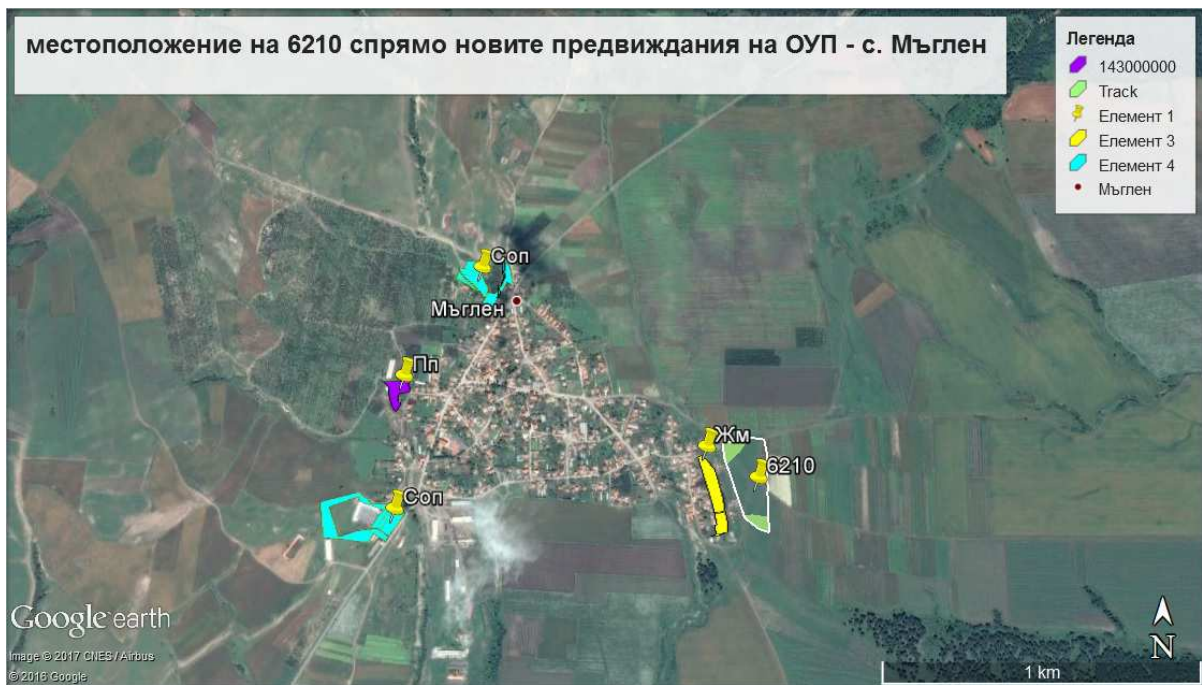 местоположение на 6210 спрямо новите предвиждания на ОУП - с. Мъглен
Легенда
143000000
Track
Елемент 1
Елемент 3
Елемент 4
Мъглен
Соп
Мъглен
Пп
Жм
6210
Соп
Google earth
Image © 2017 CNES / Airbus
© 2016 Google
N
1 km